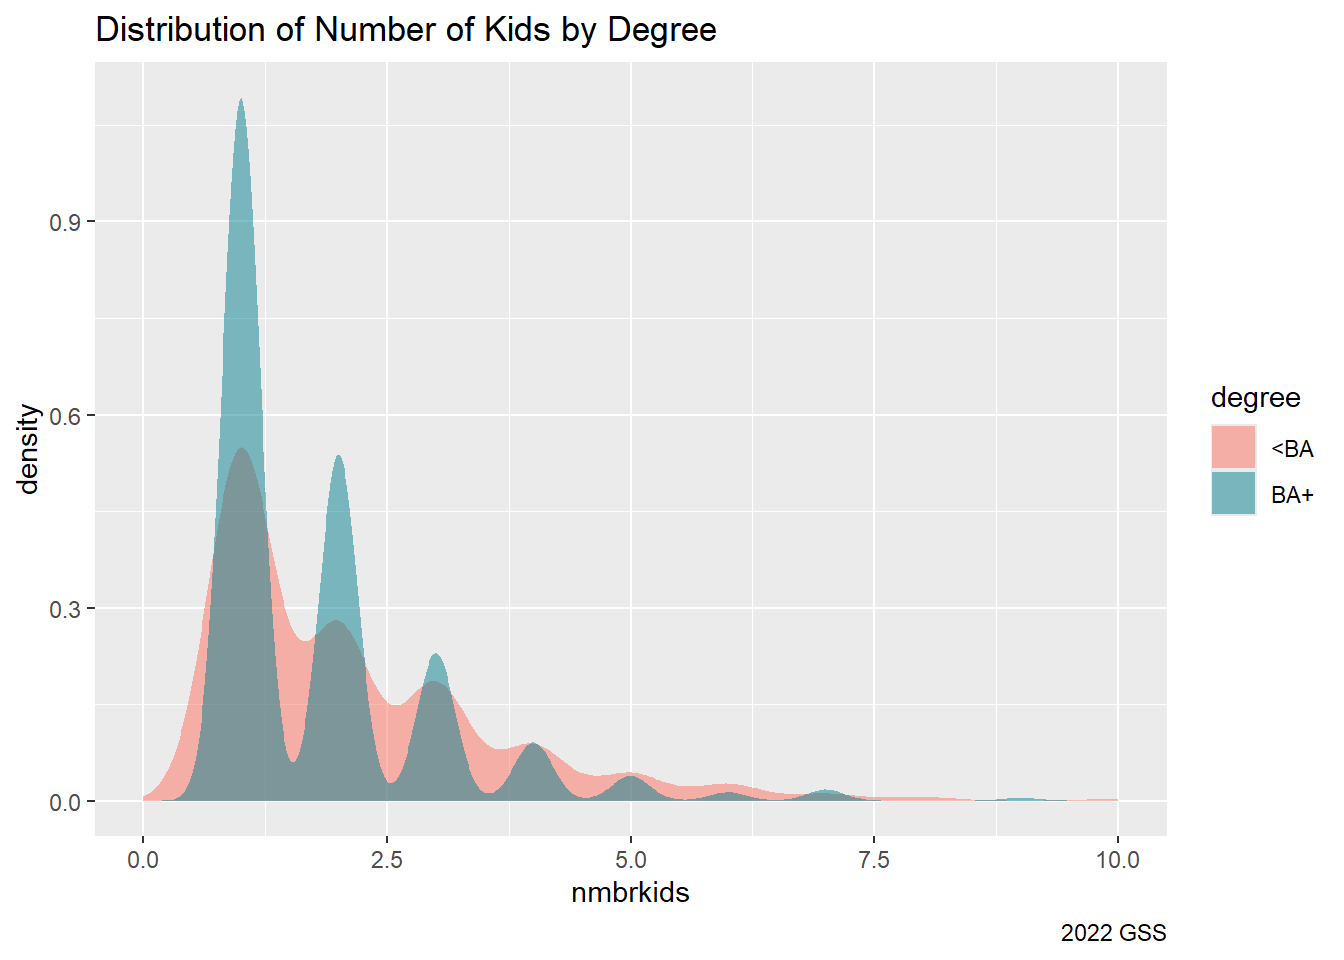 Distribution of Number of Kids by Degree
density
0.9
0.6
0.3
0.0
0.0 2.5 5.0 7.5 10.0
nmbrkids
degree
<BA
BA+
2022 GSS